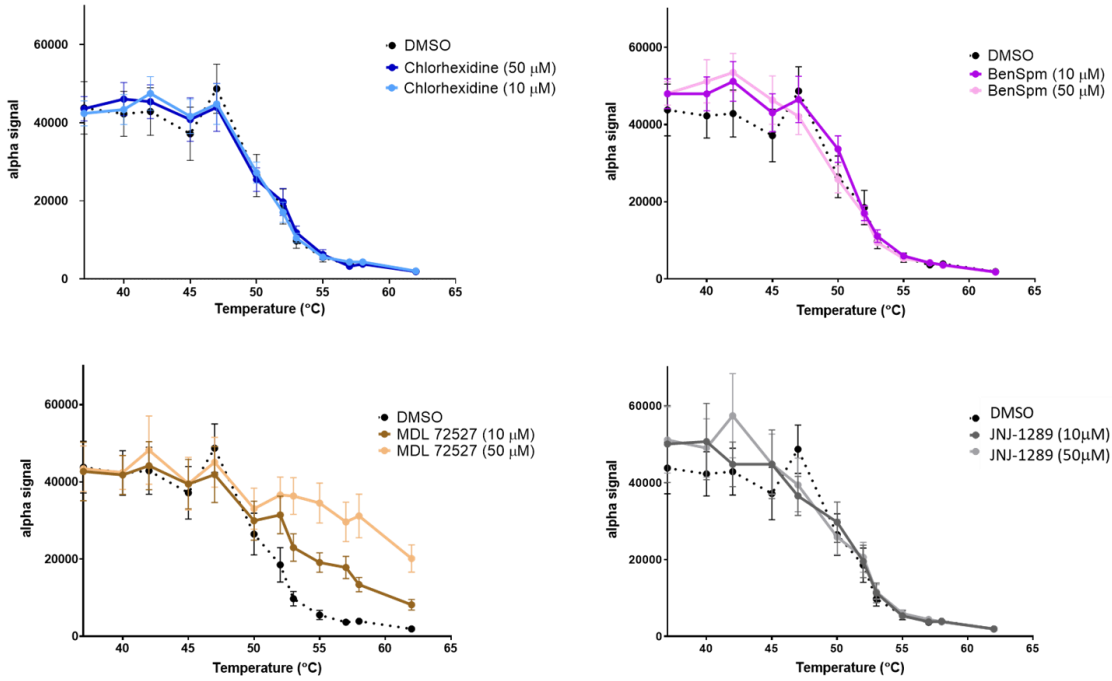 60000
40000
20000
0
alpha signal
DMSO
Chlorhexidine (50 μM)
Chlorhexidine (10 μM)
40 45 50 55 60 65
Temperature (°C)
60000
40000
20000
0
alpha signal
DMSO
BenSpm (10 μM)
BenSpm (50 μM)
40 45 50 55 60 65
Temperature (°C)
60000
40000
20000
0
alpha signal
DMSO
MDL 72527 (10 μM)
MDL 72527 (50 μM)
40 45 50 55 60 65
Temperature (°C)
60000
40000
20000
0
alpha signal
DMSO
JNJ-1289 (10μM)
JNJ-1289 (50μM)
40 45 50 55 60 65
Temperature (°C)